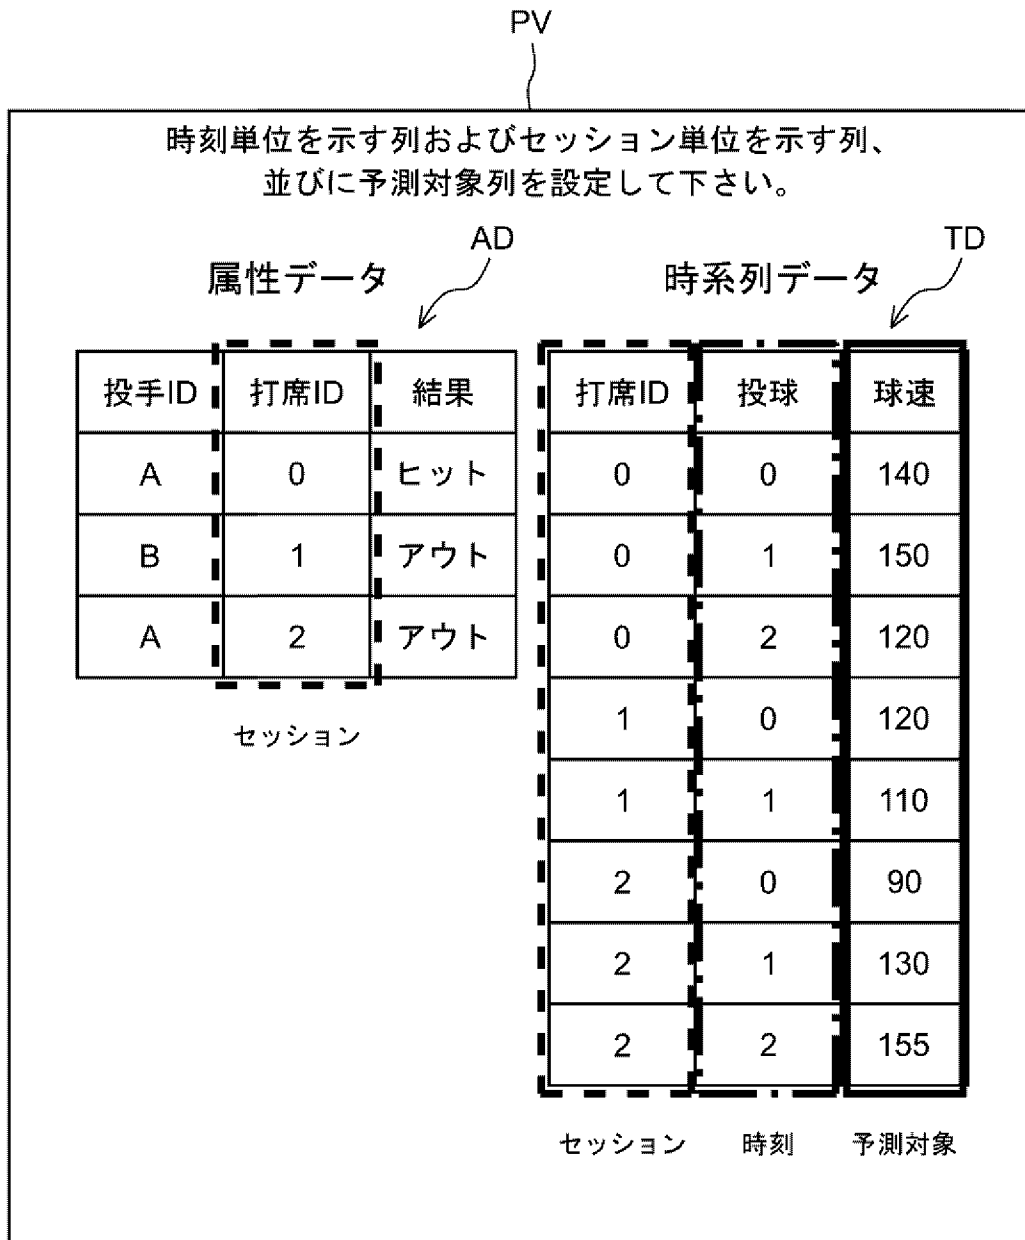 PV
時刻単位を示す列およびセッション単位を示す列、
並びに予測対象列を設定して下さい。
AD
属性データ
投手ID 打席ID 結果
A 0 ヒット
B 1 アウト
A 2 アウト
セッション
TD
時系列データ
打席ID 投球 球速
0 0 140
0 1 150
0 2 120
1 0 120
1 1 110
2 0 90
2 1 130
2 2 155
セッション 時刻 予測対象